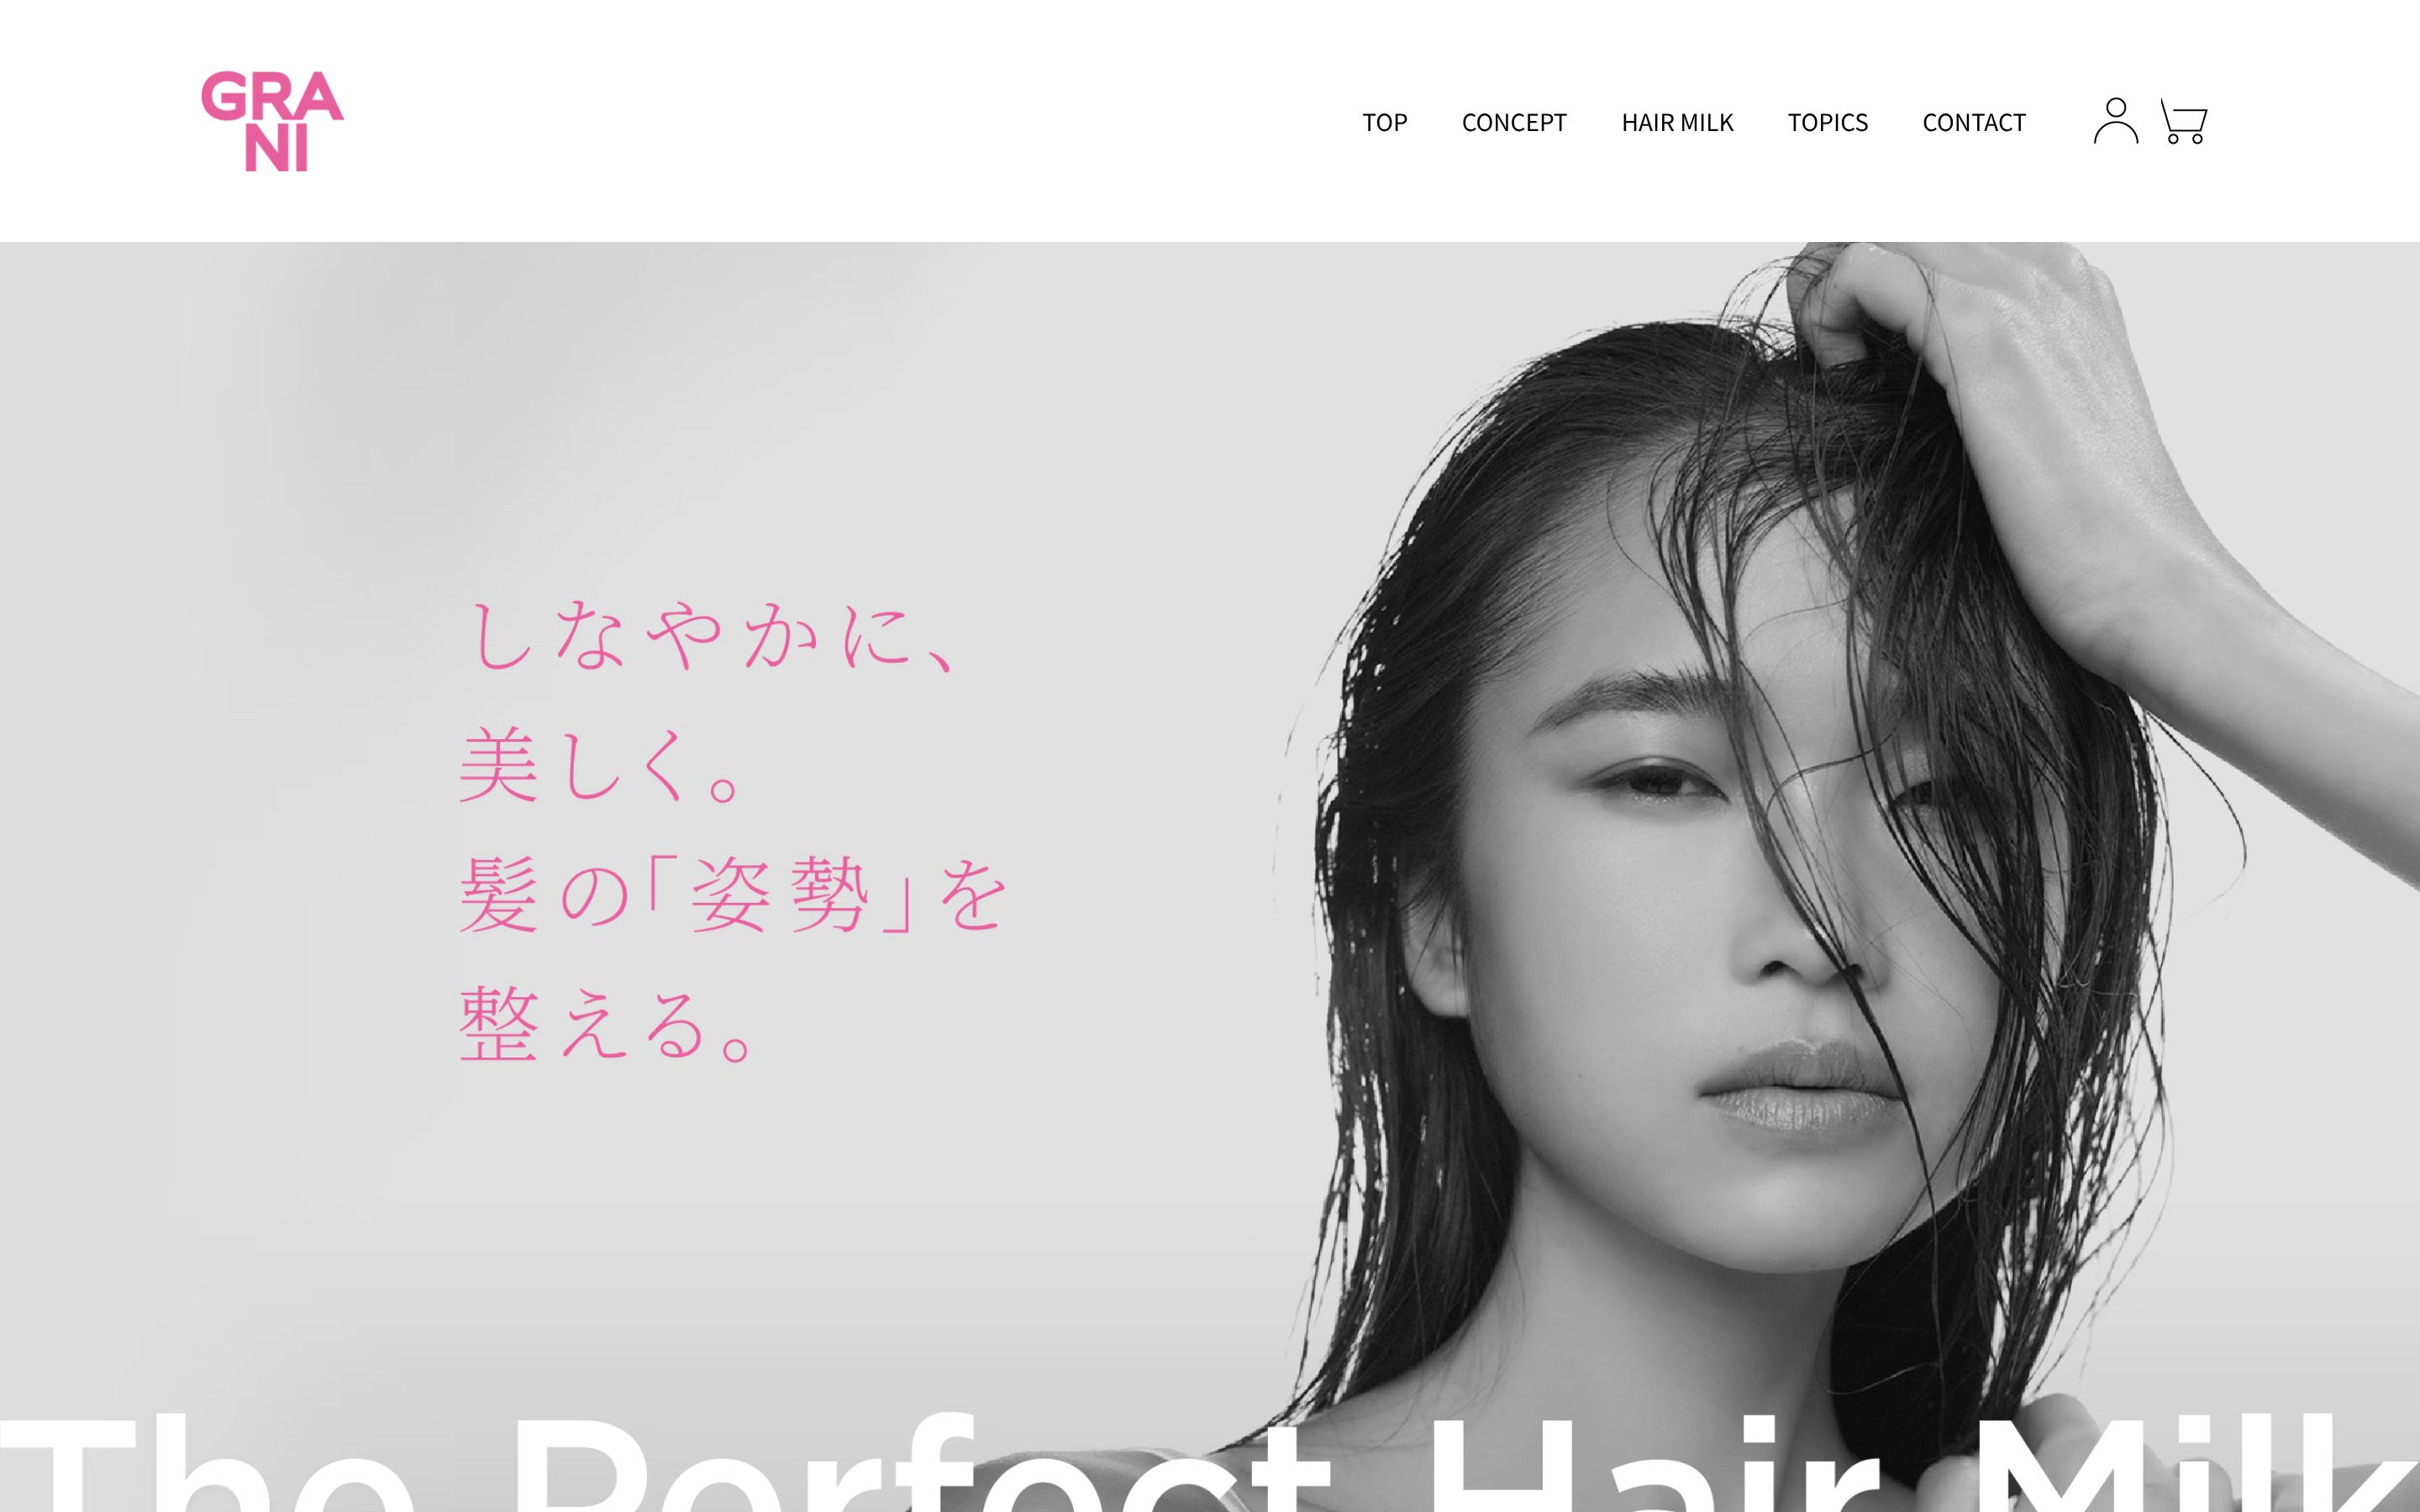 GRA
NI
TOP CONCEPT HAIR MILK TOPICS CONTACT
しなやかに、
美しく。
髪の「姿勢」を
整える。
The Perfect Hair Milk